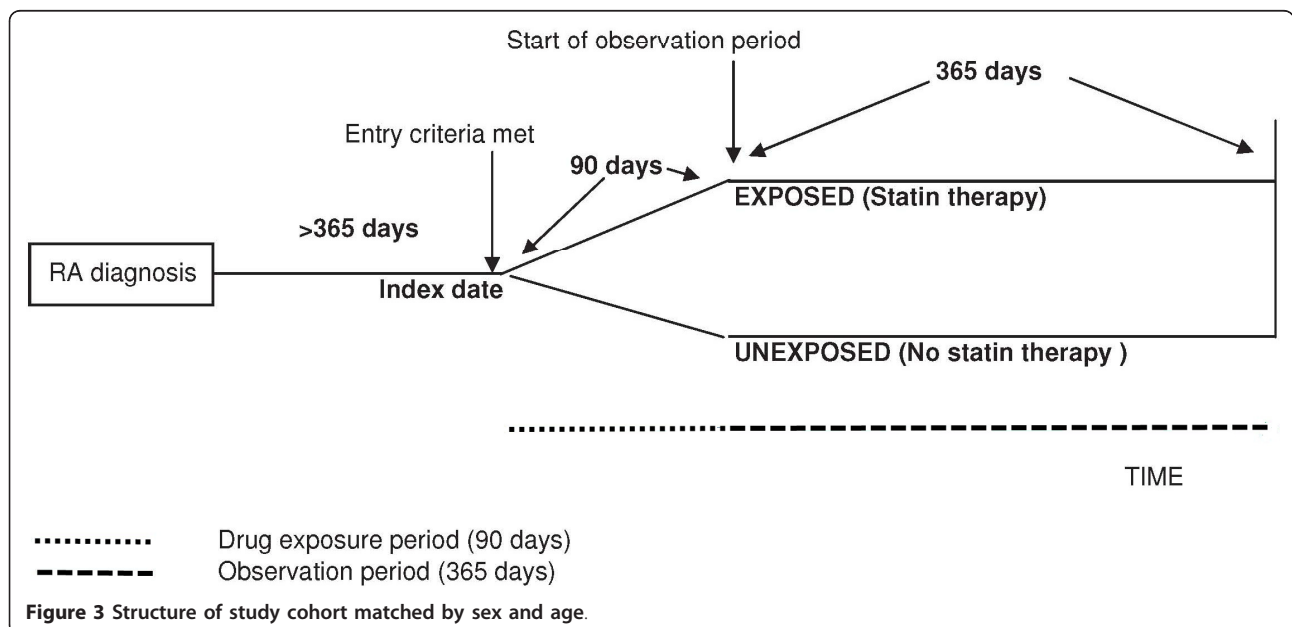 Start of observation period
365 days
Entry criteria met
90 days
EXPOSED (Statin therapy)
>365 days
RA diagnosis
Index date
UNEXPOSED (No statin therapy )
TIME
Drug exposure period (90 days)
Observation period (365 days)
Figure 3 Structure of study cohort matched by sex and age.